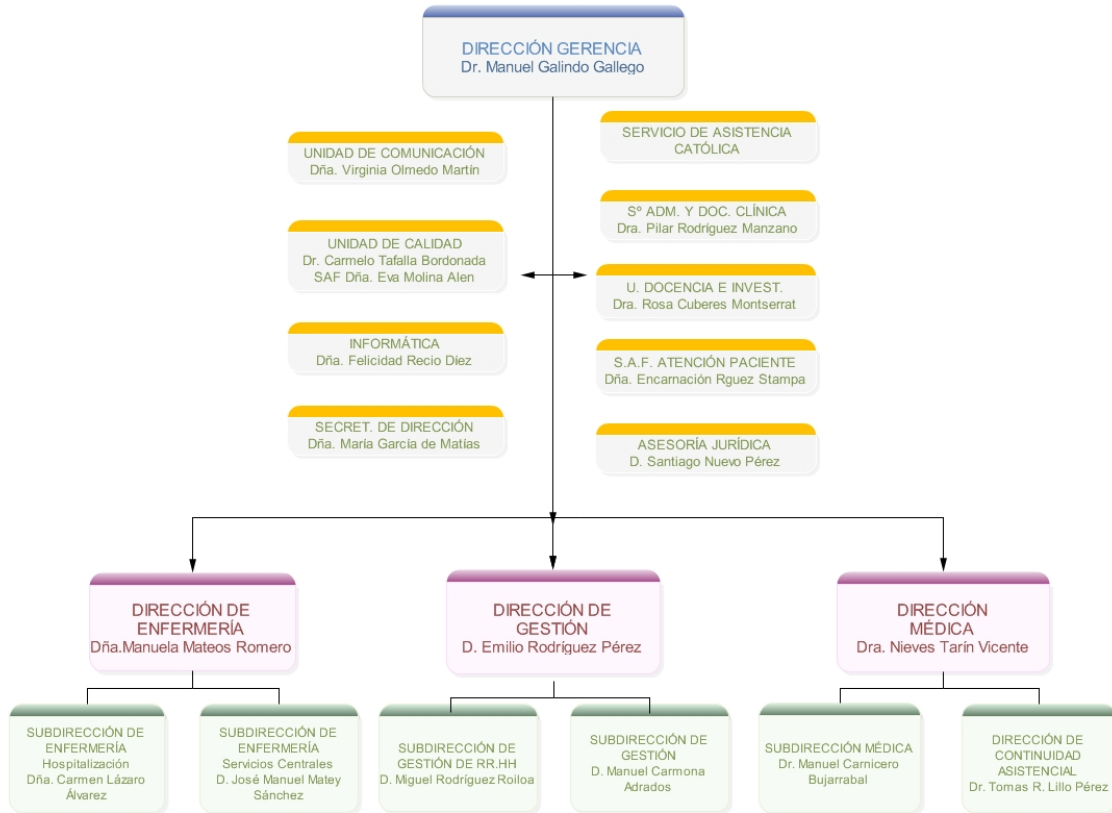 DIRECCIÓN GERENCIA
Dr. Manuel Galindo Gallego
UNIDAD DE COMUNICACIÓN
Dña. Virginia Olmedo Martín
UNIDAD DE CALIDAD
Dr. Carmelo Tafalla Bordonada
SAF Dña. Eva Molina Alen
INFORMÁTICA
Dña. Felicidad Recio Díez
SECRET. DE DIRECCIÓN
Dña. María García de Matías
SERVICIO DE ASISTENCIA
CATÓLICA
Sº ADM. Y DOC. CLÍNICA
Dra. Pilar Rodríguez Manzano
U. DOCENCIA E INVEST.
Dra. Rosa Cuberes Montserrat
S.A.F. ATENCIÓN PACIENTE
Dña. Encarnación Rguez Stampa
ASESORÍA JURÍDICA
D. Santiago Nuevo Pérez
DIRECCIÓN DE
ENFERMERÍA
Dña.Manuela Mateos Romero
DIRECCIÓN DE
GESTIÓN
D. Emilio Rodríguez Pérez
DIRECCIÓN
MÉDICA
Dra. Nieves Tarín Vicente
SUBDIRECCIÓN DE
ENFERMERÍA
Hospitalización
Dña. Carmen Lázaro
Álvarez
SUBDIRECCIÓN DE
ENFERMERÍA
Servicios Centrales
D. José Manuel Matey
Sánchez
SUBDIRECCIÓN DE
GESTIÓN DE RR.HH
D. Miguel Rodríguez Roiloa
SUBDIRECCIÓN DE
GESTIÓN
D. Manuel Carmona
Adrados
SUBDIRECCIÓN MÉDICA
Dr. Manuel Carnicero
Bujarrabal
DIRECCIÓN DE
CONTINUIDAD
ASISTENCIAL
Dr. Tomas R. Lillo Pérez